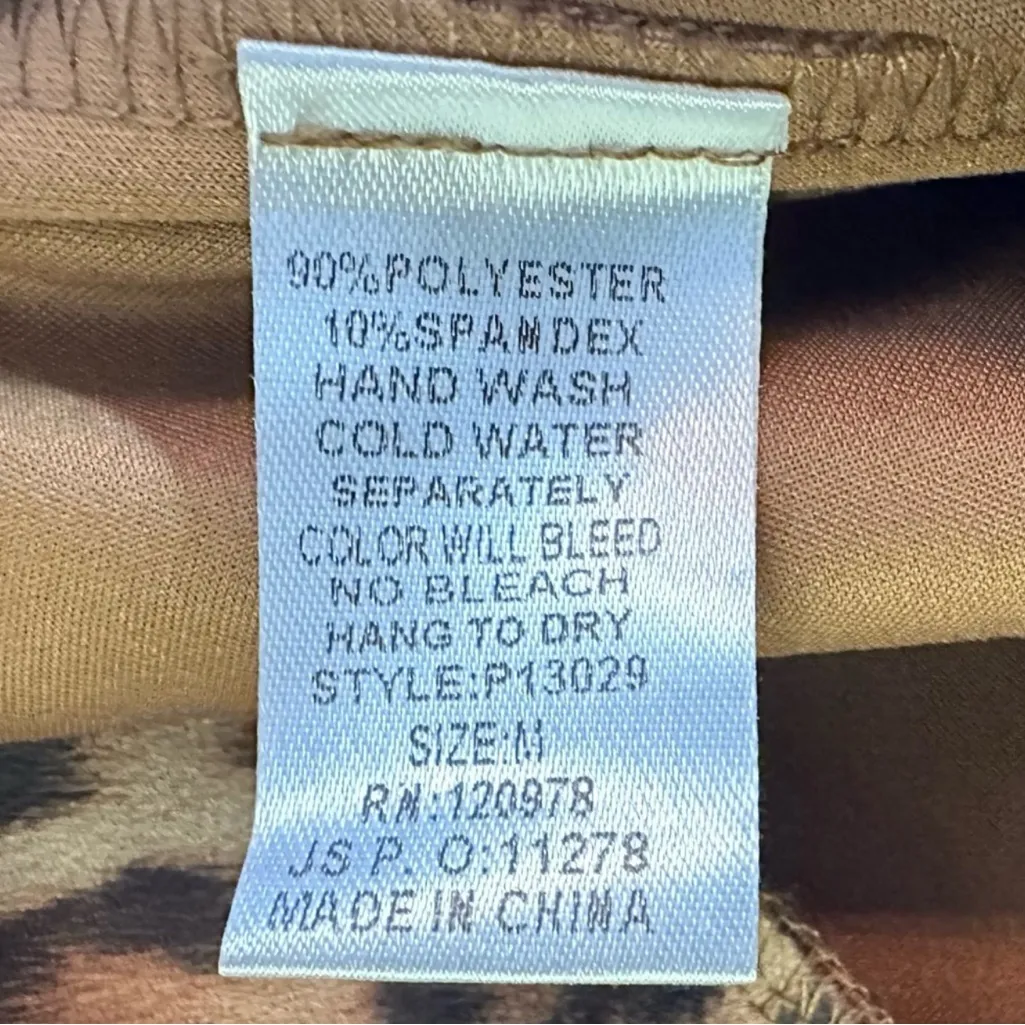 90%POLYESTER
10%SPANDEX
HAND WASH
COLD WATER
SEPARATELY
COLOR WILL BLEED
NO BLEACH
HANG TO DRY
STYLE:P13029
SIZE:M
RN:120978
JS P. O:11278
MADE IN CHINA